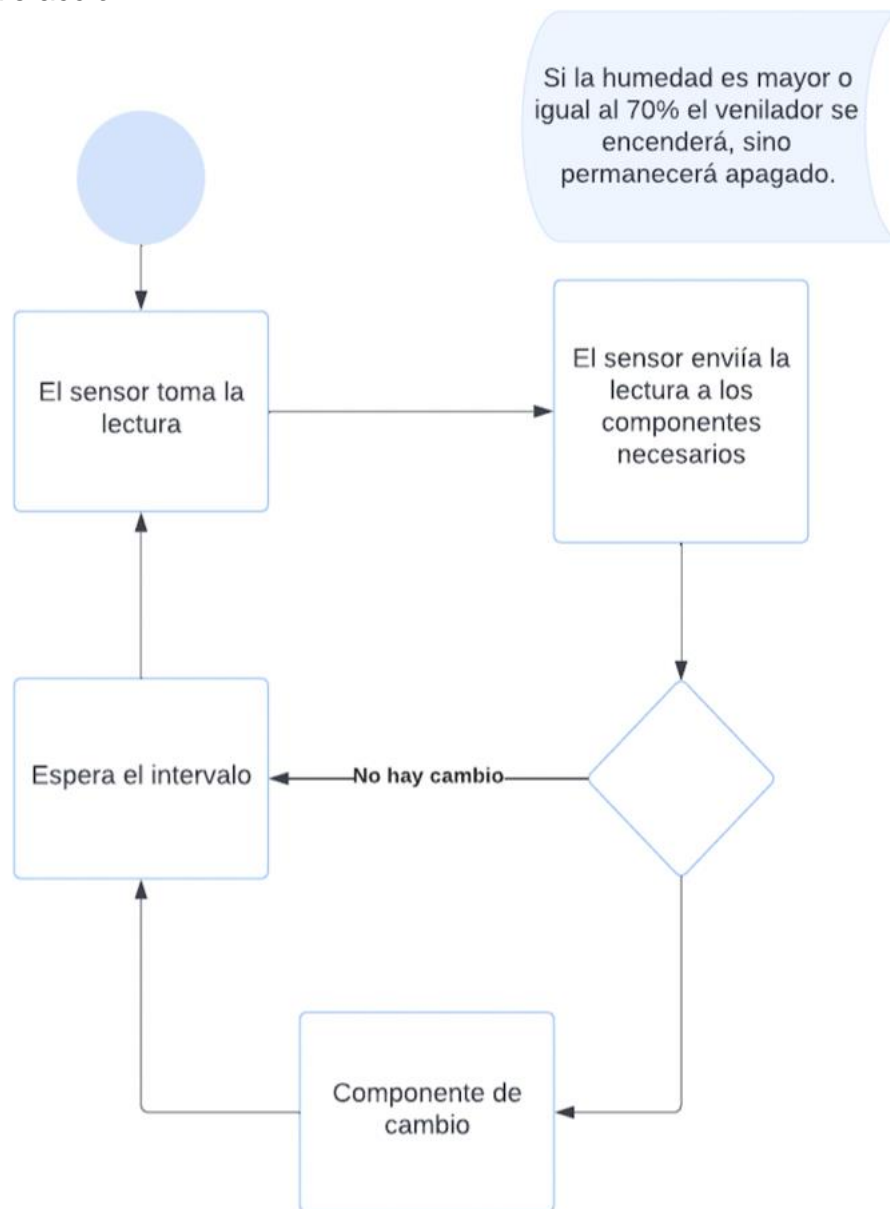 Si la humedad es mayor o
igual al 70% el venilador se
encenderá, sino
permanecerá apagado.
El sensor toma la
lectura
El sensor enviía la
lectura a los
componentes
necesarios
Espera el intervalo
No hay cambio
Componente de
cambio